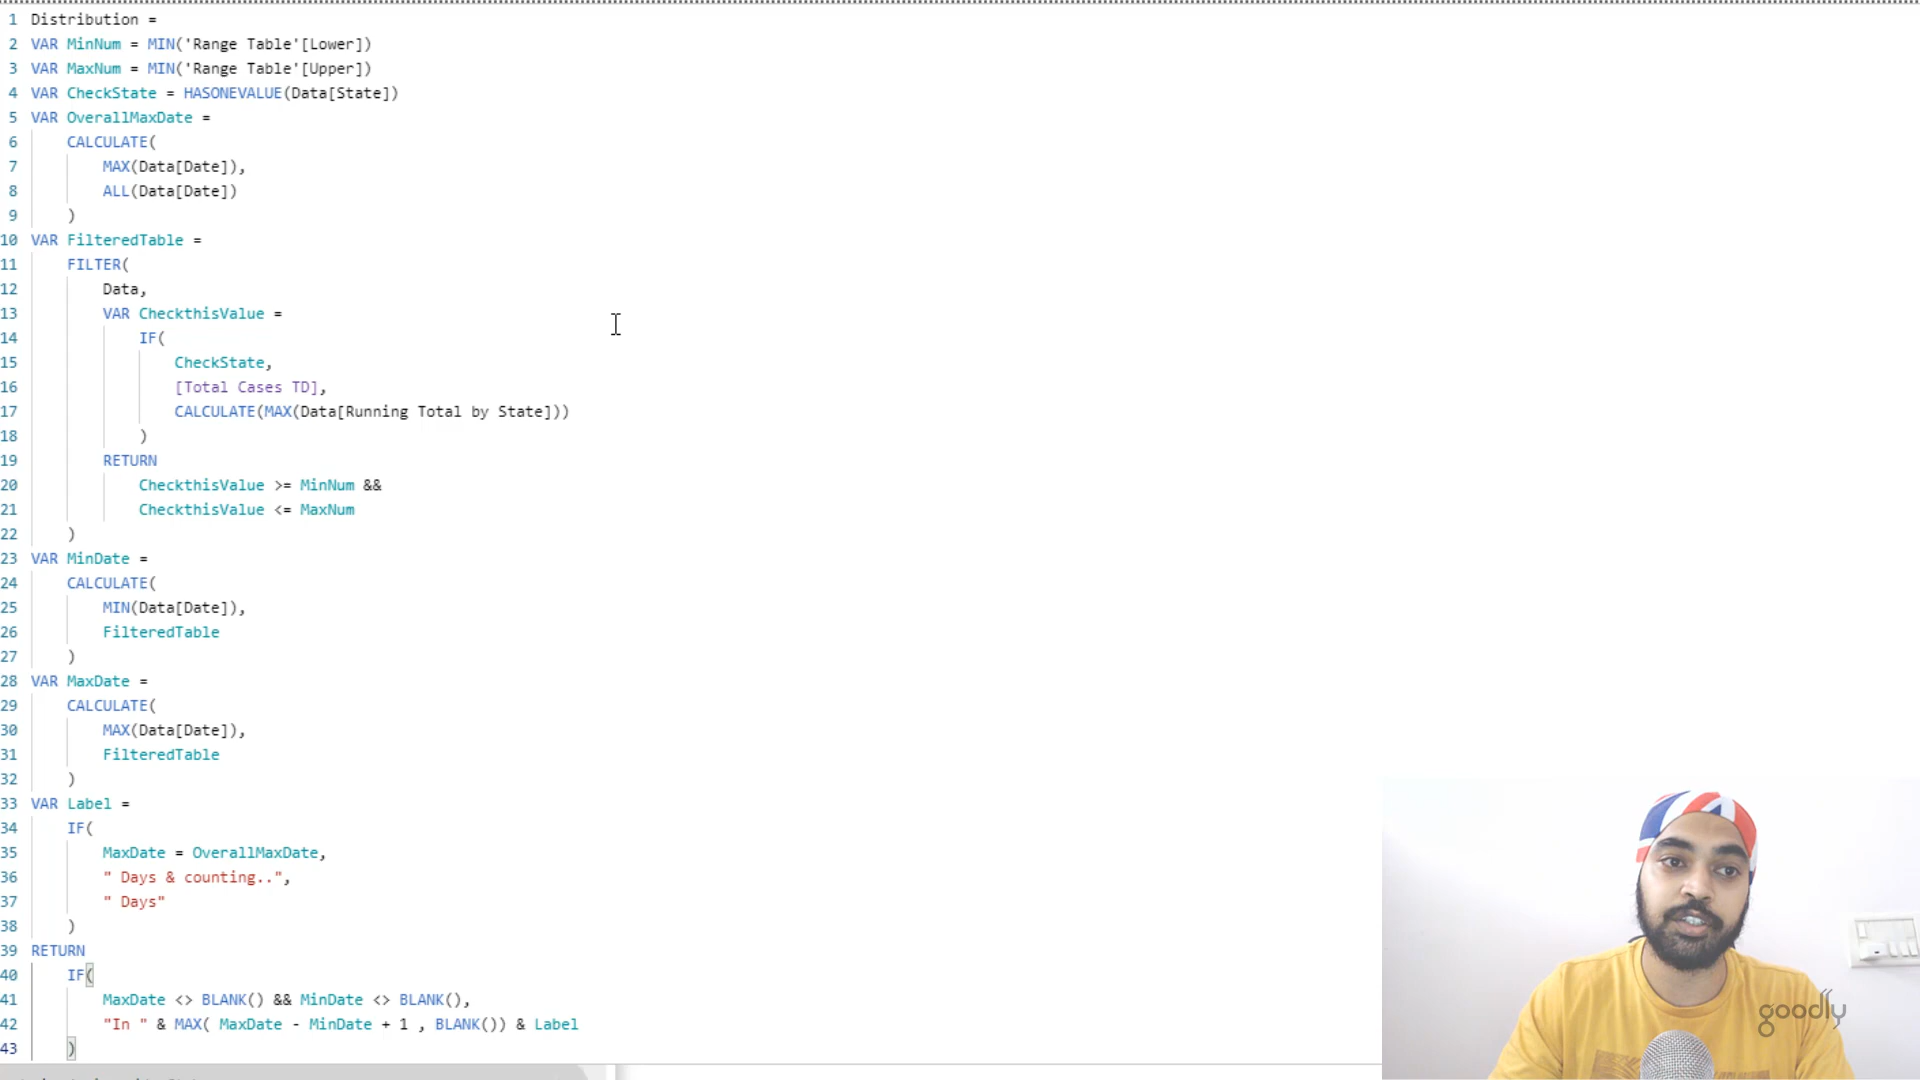 1 Distribution =
2 VAR MinNum = MIN('Range Table'[Lower])
3 VAR MaxNum = MIN('Range Table'[Upper])
4 VAR CheckState = HASONEVALUE(Data[State])
5 VAR OverallMaxDate =
6 CALCULATE(
7 MAX(Data[Date]),
8 ALL(Data[Date])
9 )
10 VAR FilteredTable =
11 FILTER(
12 Data,
13 VAR CheckthisValue =
14 IF(
15 CheckState,
16 [Total Cases TD],
17 CALCULATE(MAX(Data[Running Total by State]))
18 )
19 RETURN
20 CheckthisValue >= MinNum &&
21 CheckthisValue <= MaxNum
22 )
23 VAR MinDate =
24 CALCULATE(
25 MIN(Data[Date]),
26 FilteredTable
27 )
28 VAR MaxDate =
29 CALCULATE(
30 MAX(Data[Date]),
31 FilteredTable
32 )
33 VAR Label =
34 IF(
35 MaxDate = OverallMaxDate,
36 " Days & counting..",
37 " Days"
38 )
39 RETURN
40 IF(
41 MaxDate <> BLANK() && MinDate <> BLANK(),
42 "In " & MAX( MaxDate - MinDate + 1 , BLANK()) & Label
43 )
goodly